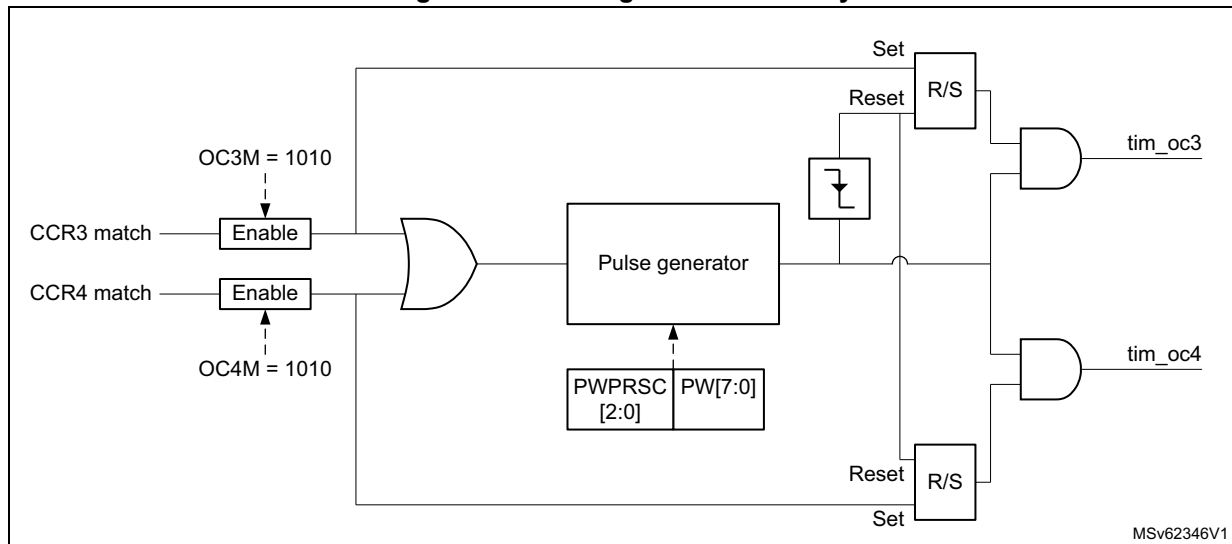 Set
R/S
Reset
OC3M = 1010
tim_oc3
CCR3 match
Enable
Pulse generator
CCR4 match
Enable
OC4M = 1010
tim_oc4
PWPRSC
[2:0]
PW[7:0]
Reset
R/S
Set
MSv62346V1